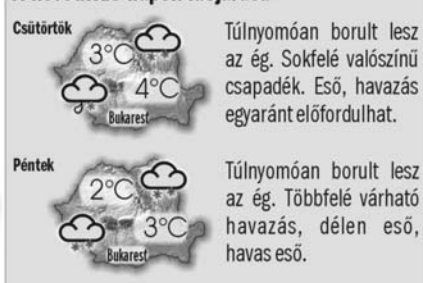 Csütörtök
3°C
4°C
Bukarest
Túlnyomóan borult lesz
az ég. Sokfelé valószínű
csapadék. Eső, havazás
egyaránt előfordulhat.
Péntek
2°C
3°C
Bukarest
Túlnyomóan borult lesz
az ég. Többfelé várható
havazás, délen eső,
havas eső.